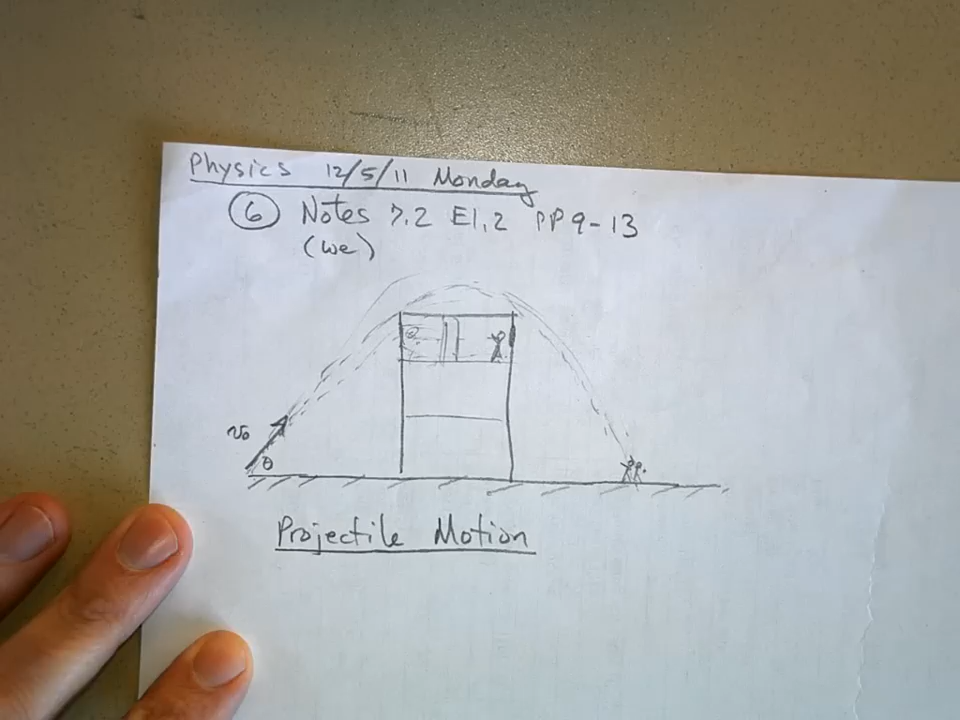 Physics 12/5/11 Monday
6 Notes 7.2 E1,2 PP 9-13
(We)
v₀
θ
Projectile Motion